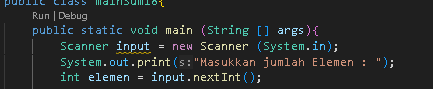 public class mainSum18{
Run | Debug
public static void main (String [] args){
Scanner input = new Scanner (System.in);
System.out.print(s:"Masukkan jumlah Elemen : ");
int elemen = input.nextInt();